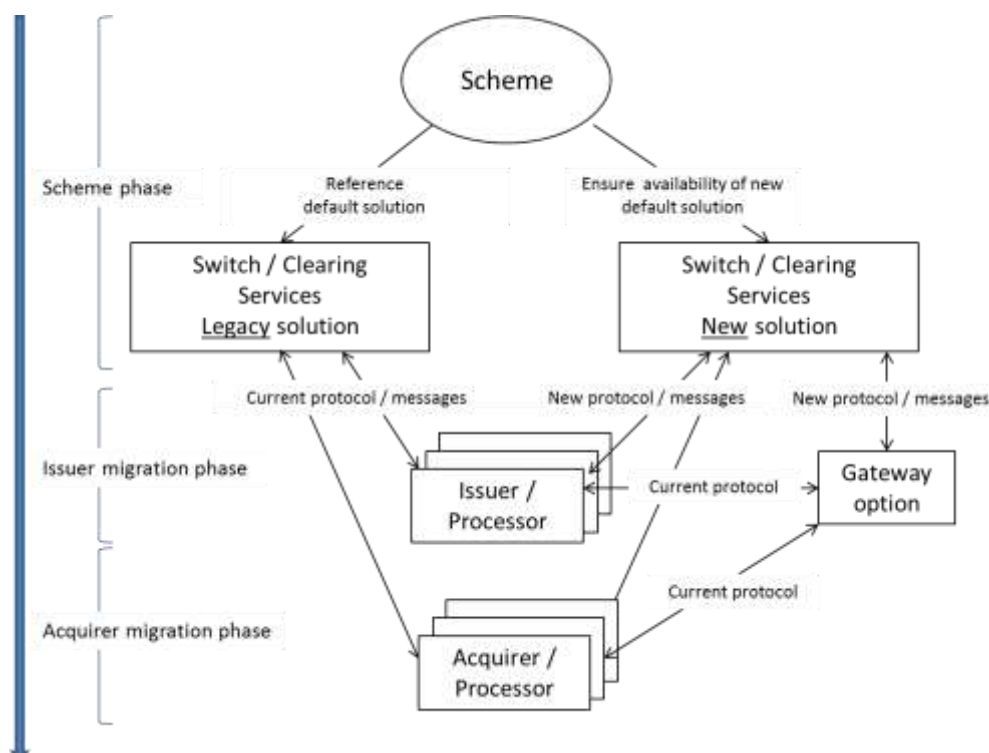 Scheme
Scheme phase
Reference
default solution
Ensure availability of new
default solution
Switch / Clearing
Services
Legacy solution
Switch / Clearing
Services
New solution
Current protocol / messages
New protocol / messages
New protocol / messages
Issuer migration phase
Issuer /
Processor
Current protocol
Gateway
option
Current protocol
Acquirer migration phase
Acquirer /
Processor